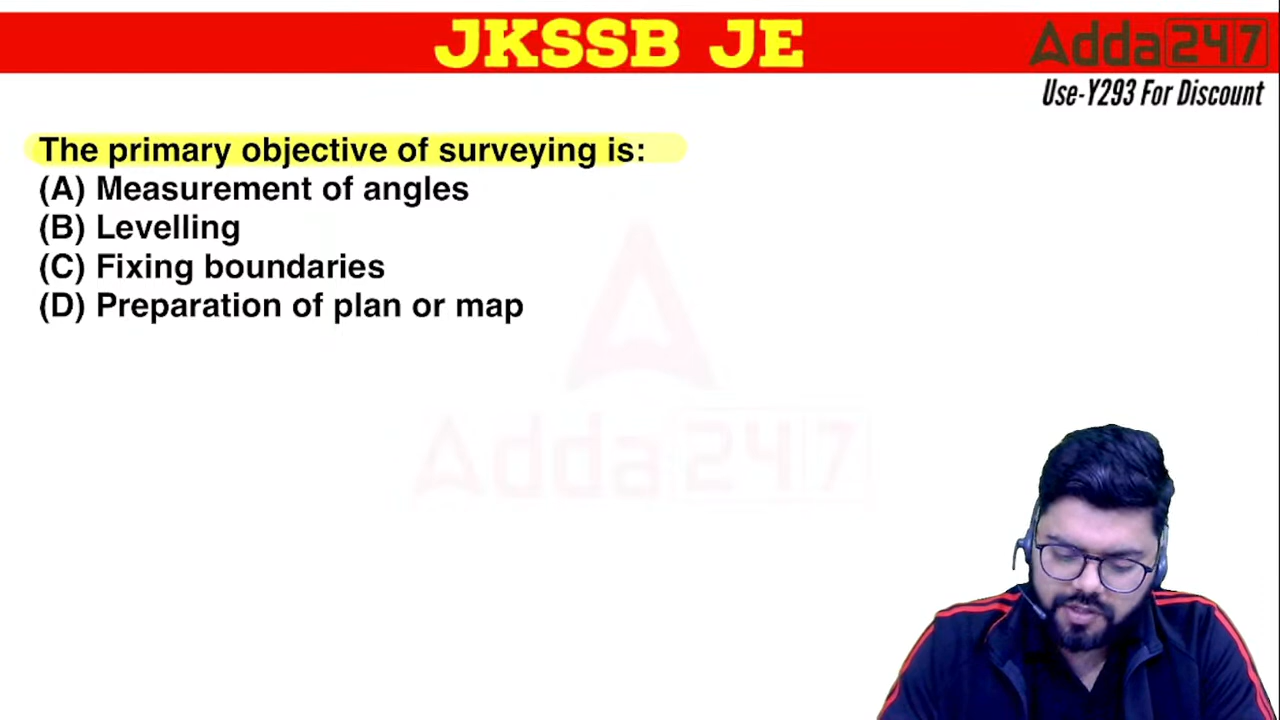 JKSSB JE
Adda247
Use-Y293 For Discount
The primary objective of surveying is:
(A) Measurement of angles
(B) Levelling
(C) Fixing boundaries
(D) Preparation of plan or map
Adda247